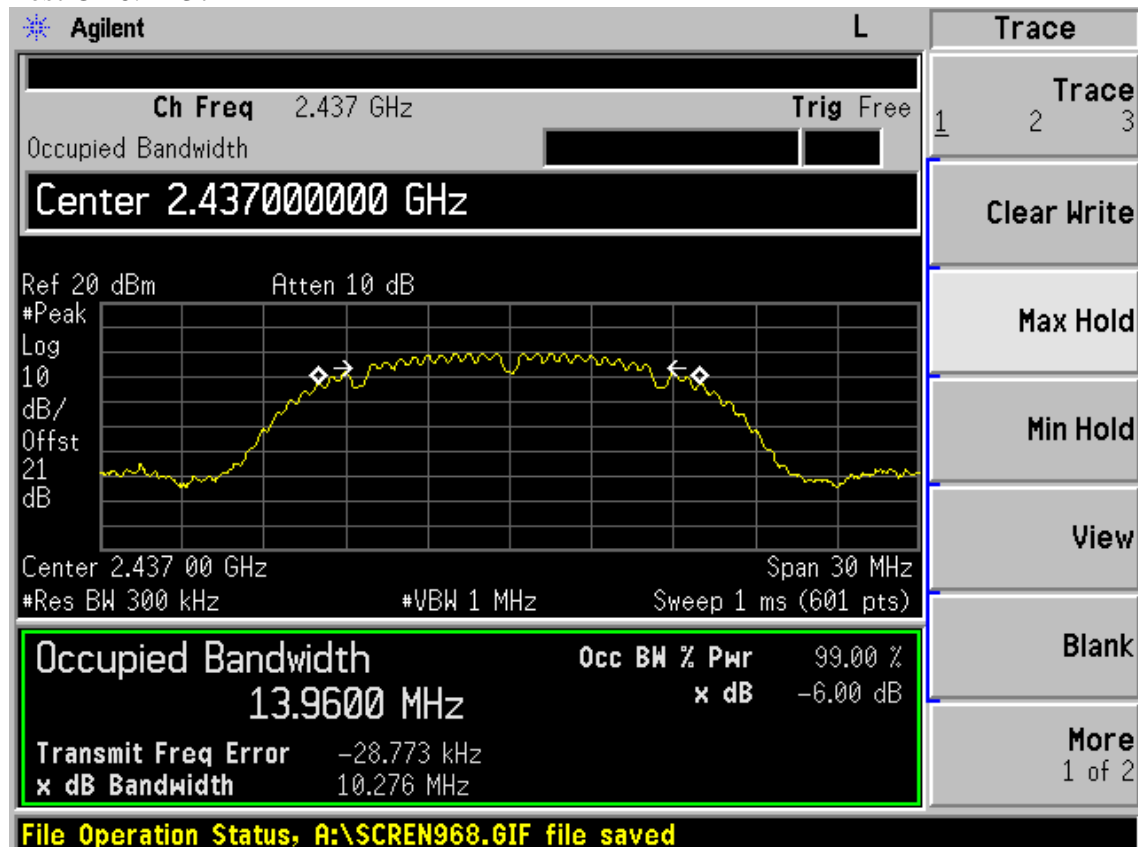 Agilent L Trace
Ch Freq 2.437 GHz Trig Free
Occupied Bandwidth
Center 2.437000000 GHz
Ref 20 dBm Atten 10 dB
#Peak
Log
10
dB/
Offst
21
dB
Center 2.437 00 GHz Span 30 MHz
#Res BW 300 kHz #VBW 1 MHz Sweep 1 ms (601 pts)
Occupied Bandwidth Occ BW % Pwr 99.00 %
13.9600 MHz x dB -6.00 dB
Transmit Freq Error -28.773 kHz
x dB Bandwidth 10.276 MHz
File Operation Status, A:\SCREN968.GIF file saved
Trace
1 2 3
Clear Write
Max Hold
Min Hold
View
Blank
More
1 of 2